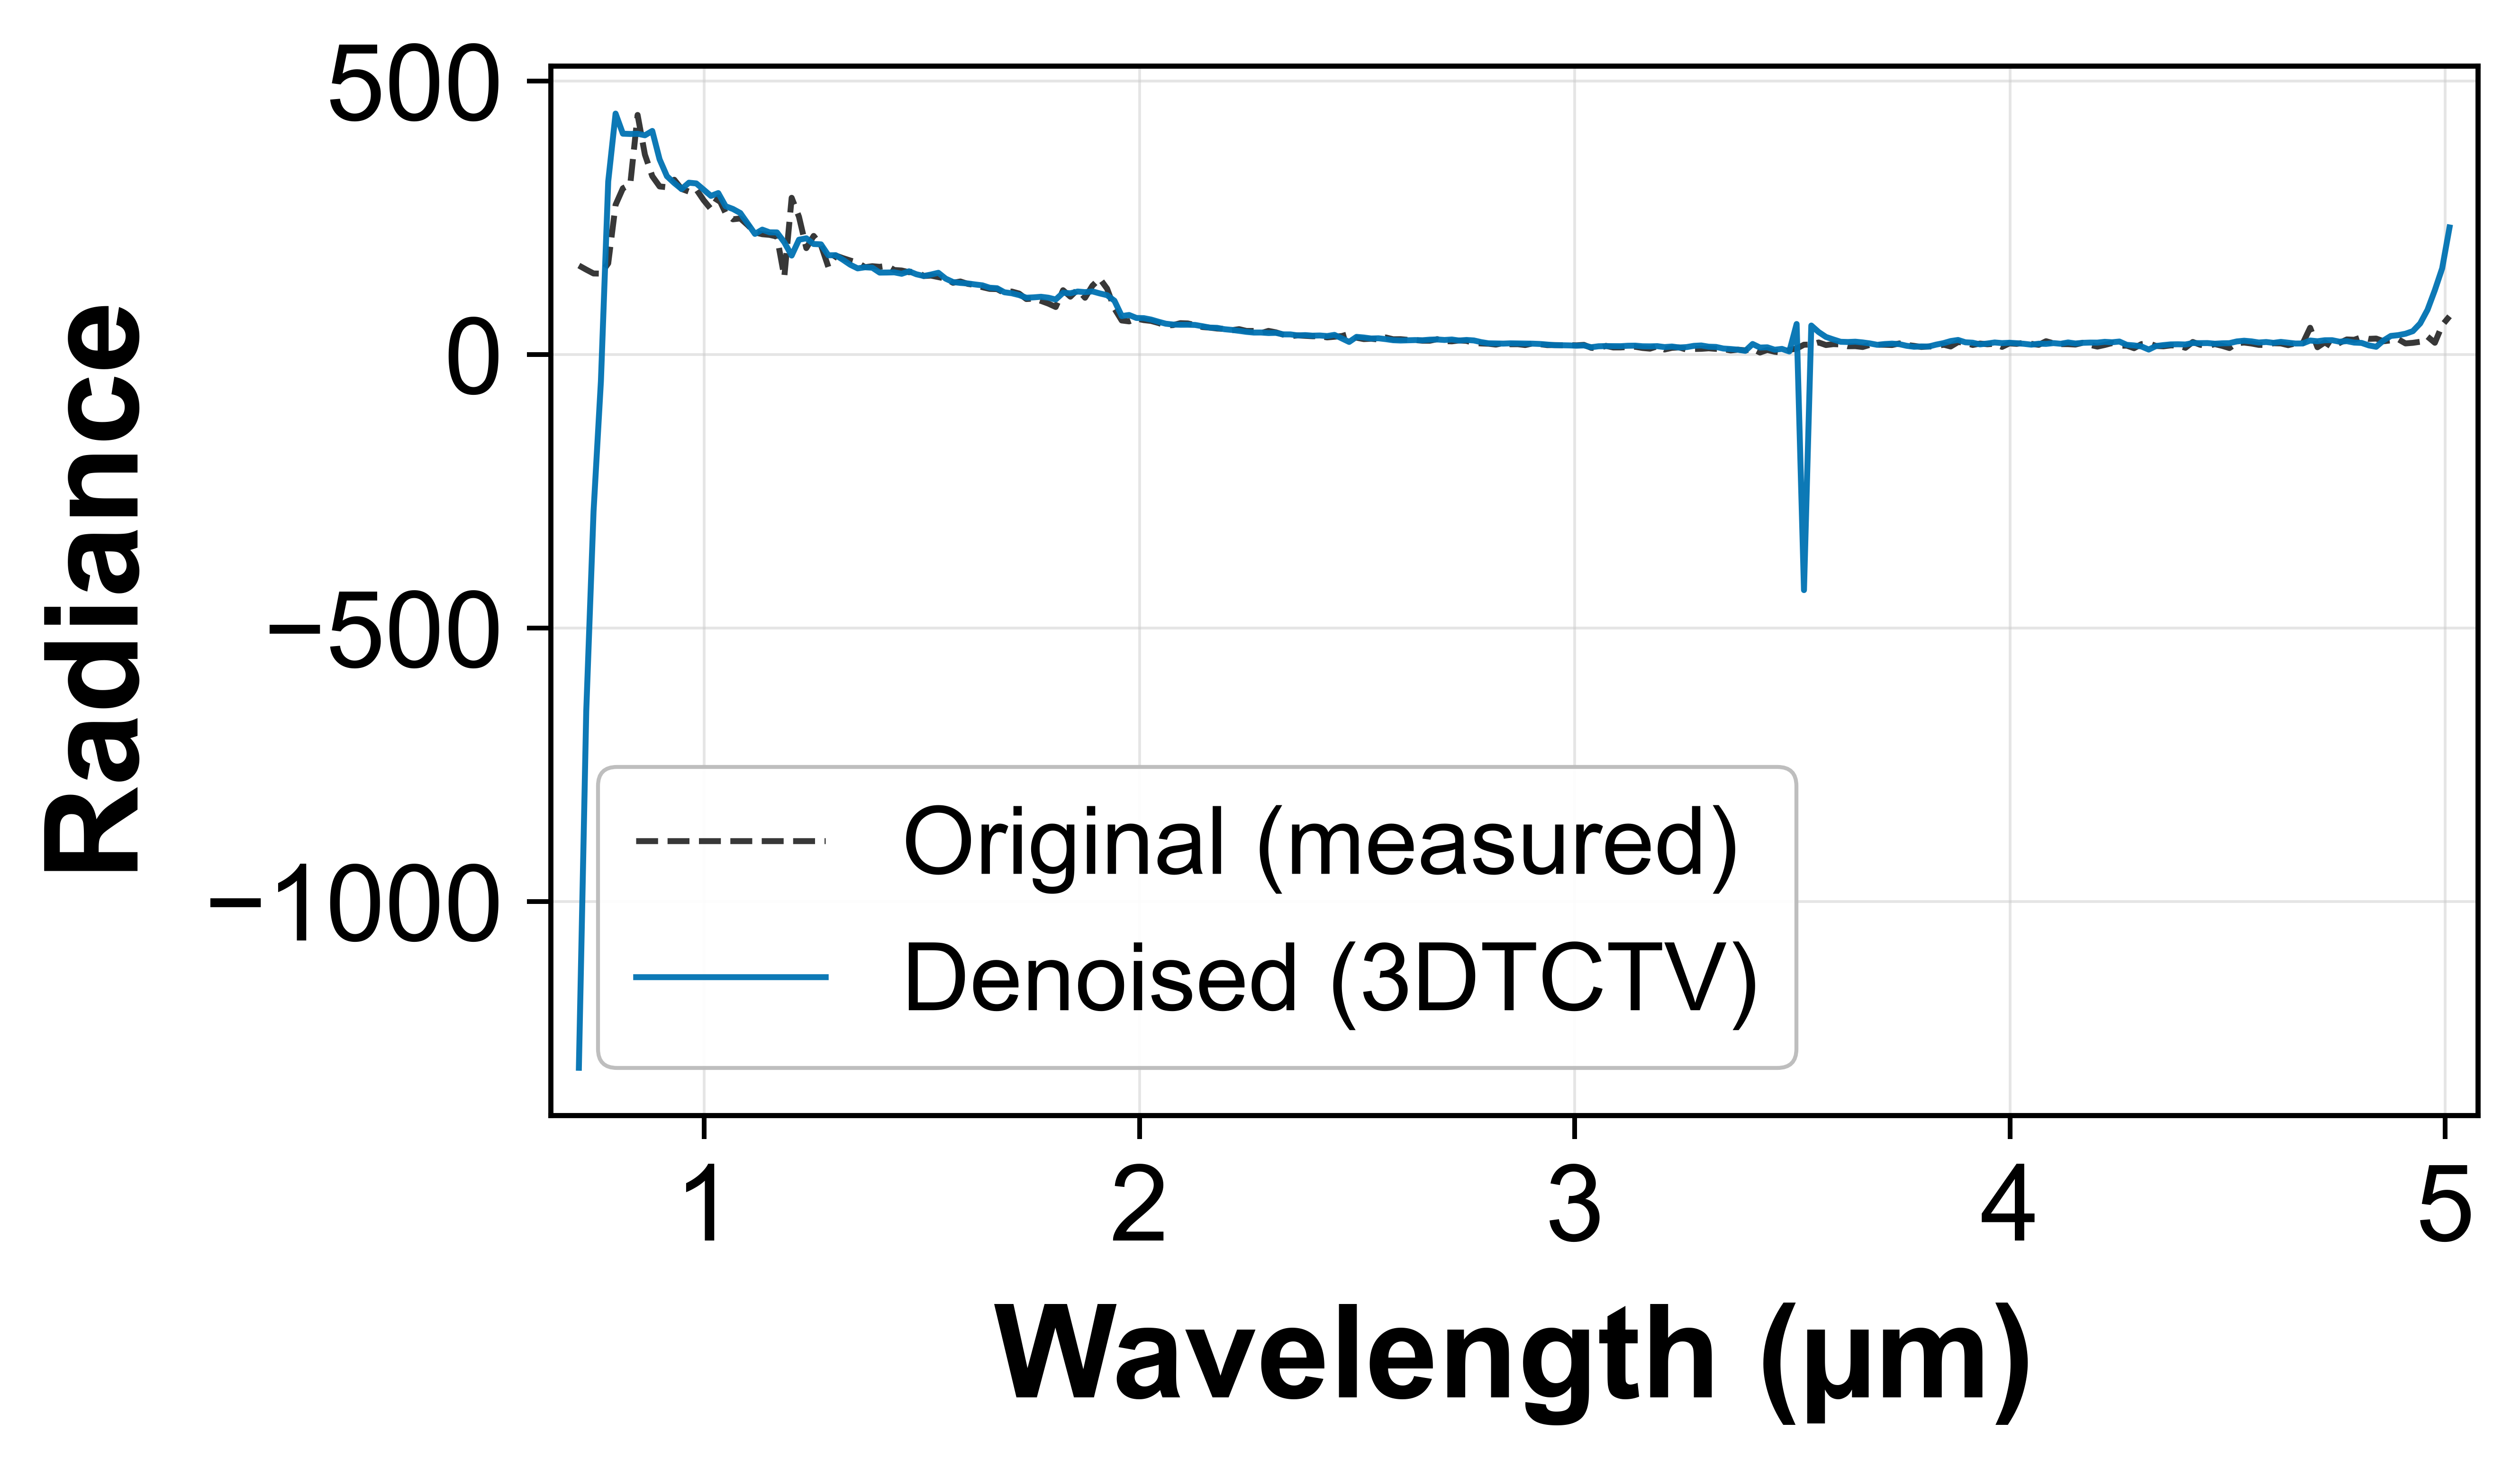 500
0
−500
−1000
Radiance
Original (measured)
Denoised (3DTCTV)
1 2 3 4 5
Wavelength (μm)